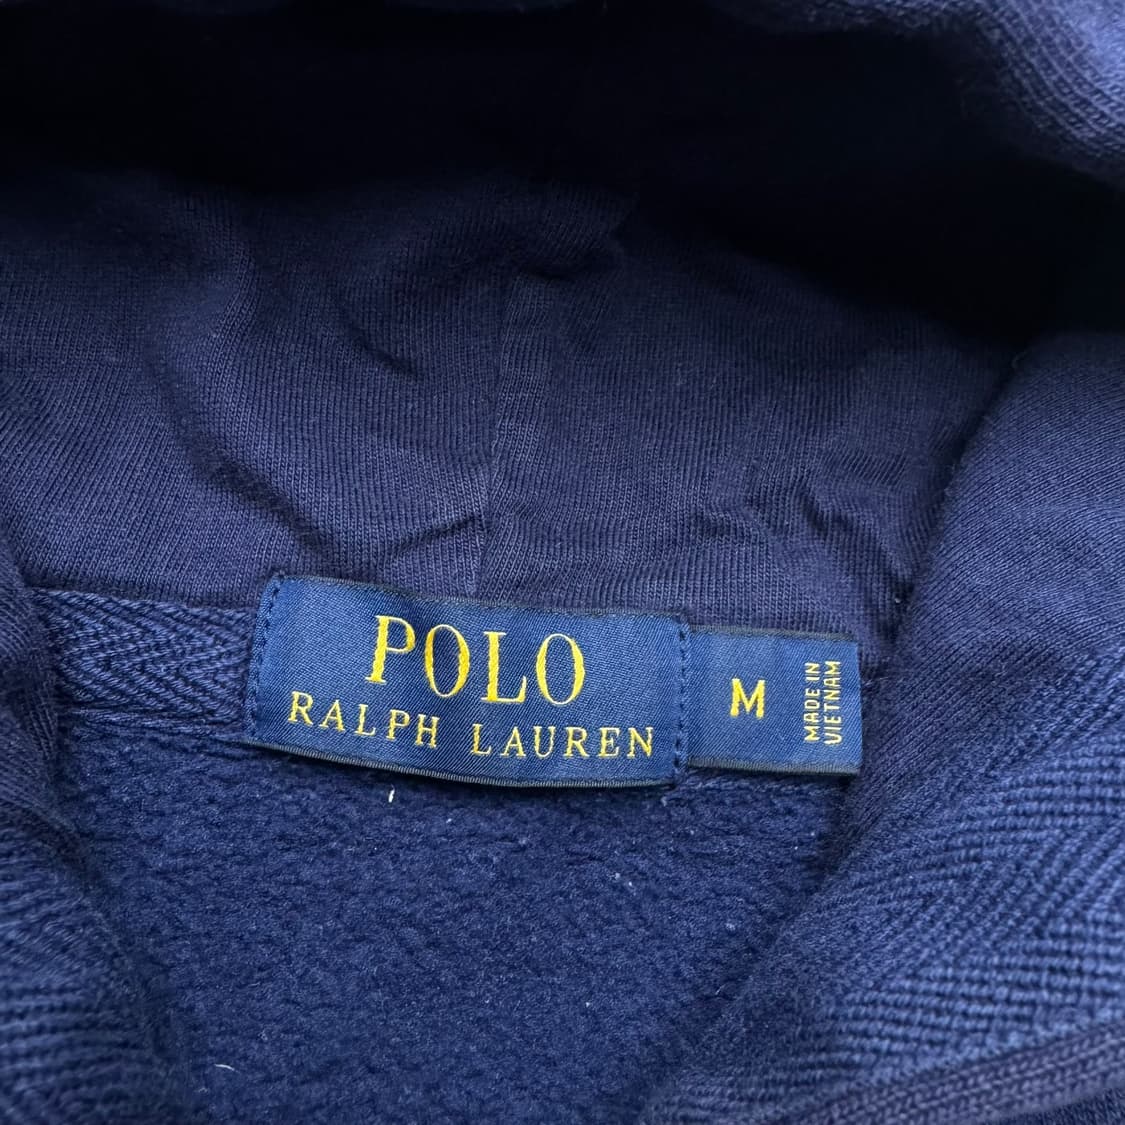 POLO
RALPH LAUREN
M
MADE IN
VIETNAM